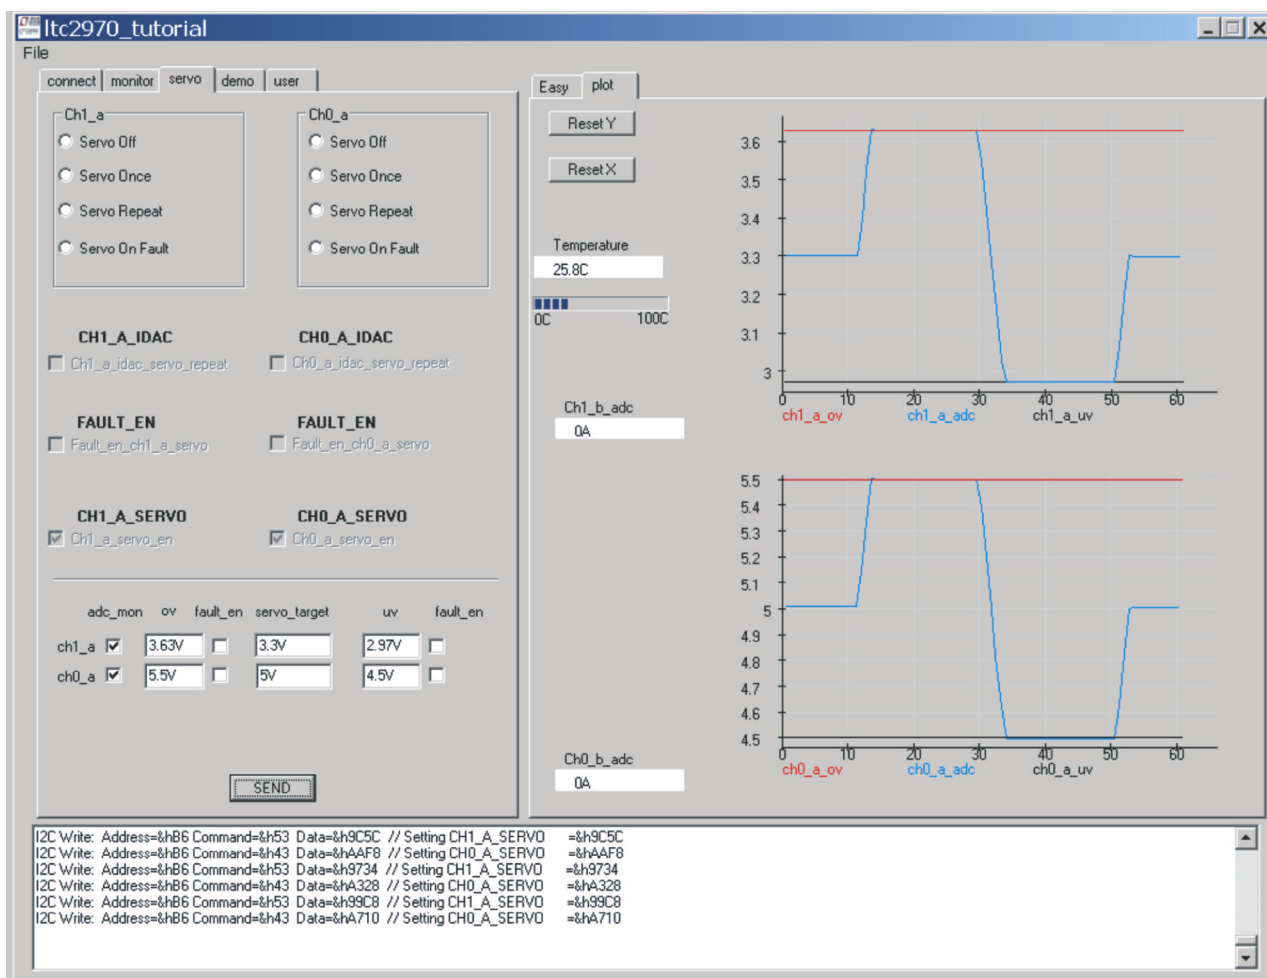 ltc2970_tutorial
File
connect monitor servo demo user
Ch1_a
Servo Off
Servo Once
Servo Repeat
Servo On Fault
Ch0_a
Servo Off
Servo Once
Servo Repeat
Servo On Fault
CH1_A_IDAC CH0_A_IDAC
Ch1_a_idac_servo_repeat Ch0_a_idac_servo_repeat
FAULT_EN FAULT_EN
Fault_en_ch1_a_servo Fault_en_ch0_a_servo
CH1_A_SERVO CH0_A_SERVO
Ch1_a_servo_en Ch0_a_servo_en
adc_mon ov fault_en servo_target uv fault_en
ch1_a 3.63V 3.3V 2.97V
ch0_a 5.5V 5V 4.5V
SEND
Easy plot
Reset Y
Reset X
Temperature
25.8C
0C 100C
Ch1_b_adc
0A
Ch0_b_adc
0A
3.6
3.5
3.4
3.3
3.2
3.1
3
0 10 20 30 40 50 60
ch1_a_ov ch1_a_adc ch1_a_uv
5.5
5.4
5.3
5.2
5.1
5
4.9
4.8
4.7
4.6
4.5
0 10 20 30 40 50 60
ch0_a_ov ch0_a_adc ch0_a_uv
I2C Write: Address=&hB6 Command=&h53 Data=&h9C5C // Setting CH1_A_SERVO =&h9C5C
I2C Write: Address=&hB6 Command=&h43 Data=&hAAF8 // Setting CH0_A_SERVO =&hAAF8
I2C Write: Address=&hB6 Command=&h53 Data=&h9734 // Setting CH1_A_SERVO =&h9734
I2C Write: Address=&hB6 Command=&h43 Data=&hA328 // Setting CH0_A_SERVO =&hA328
I2C Write: Address=&hB6 Command=&h53 Data=&h99C8 // Setting CH1_A_SERVO =&h99C8
I2C Write: Address=&hB6 Command=&h43 Data=&hA710 // Setting CH0_A_SERVO =&hA710